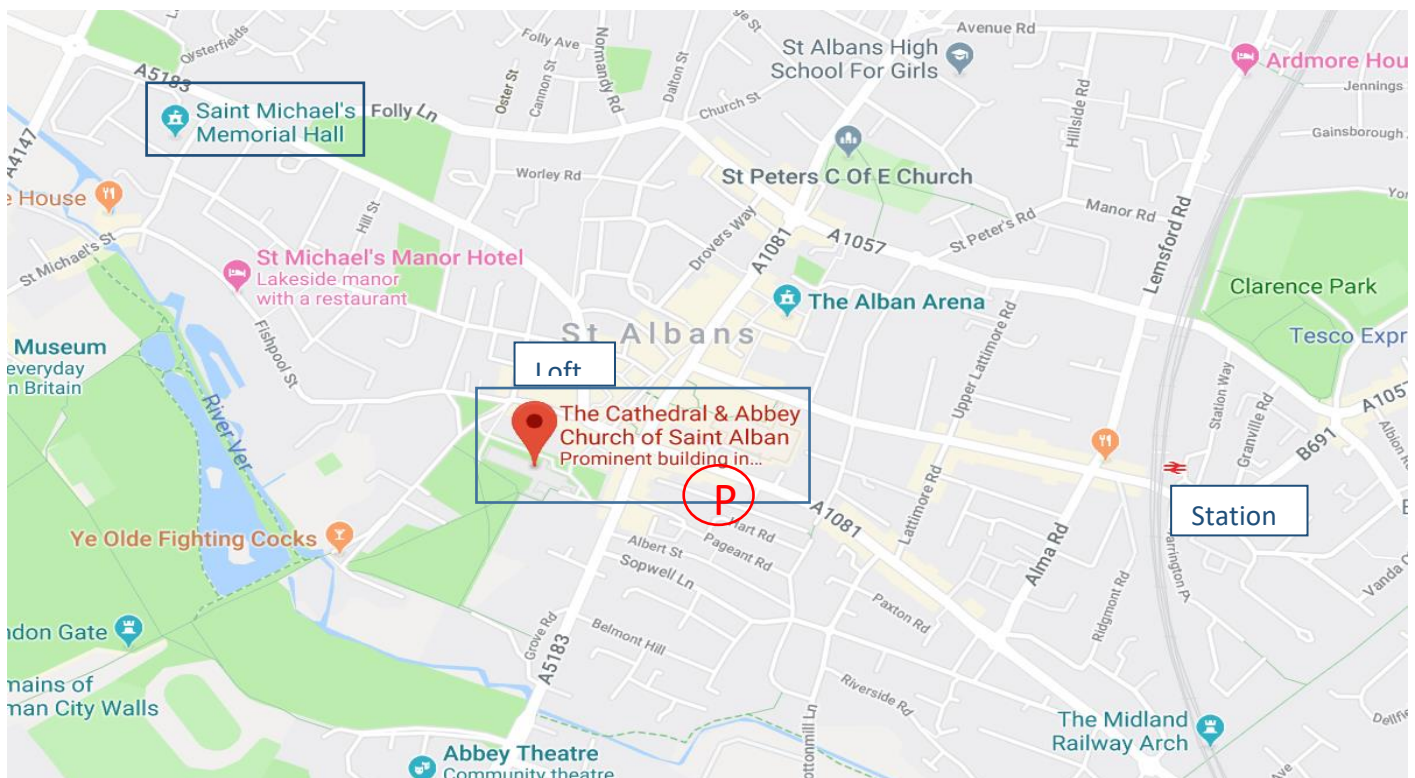 Avenue Rd
Folly Ave
Normandy Rd
Oysterfields
Dalton St
St Albans High
School For Girls
Ardmore Hou
Jennings
A5183
Oster St
Cannon St
Church St
Hillside Rd
Saint Michael's
Memorial Hall
Folly Ln
Gainsborough
A4147
St Peters C Of E Church
Worley Rd
e House
Manor Rd
Lemsford Rd
Hill St
Drovers Way
A1081
A1057
St Peter's Rd
St Michael's St
St Michael's Manor Hotel
Lakeside manor
with a restaurant
Clarence Park
The Alban Arena
St Albans
Tesco Expr
Museum
everyday
n Britain
Fishpool St
Upper Lattimore Rd
Station Way
Granville Rd
A1057
Loft
The Cathedral & Abbey
Church of Saint Alban
Prominent building in...
River Ver
B691
Albion Rd
P
A1081
Lattimore Rd
Station
Ye Olde Fighting Cocks
Hart Rd
Albert St
Pageant Rd
Sopwell Ln
Alma Rd
Vanda C
Paxton Rd
Ridgmont Rd
ndon Gate
Grove Rd
Belmont Hill
A5183
mains of
man City Walls
Riverside Rd
The Midland
Railway Arch
Dellfie
ottonmill Ln
Abbey Theatre
Community theatre
Ave